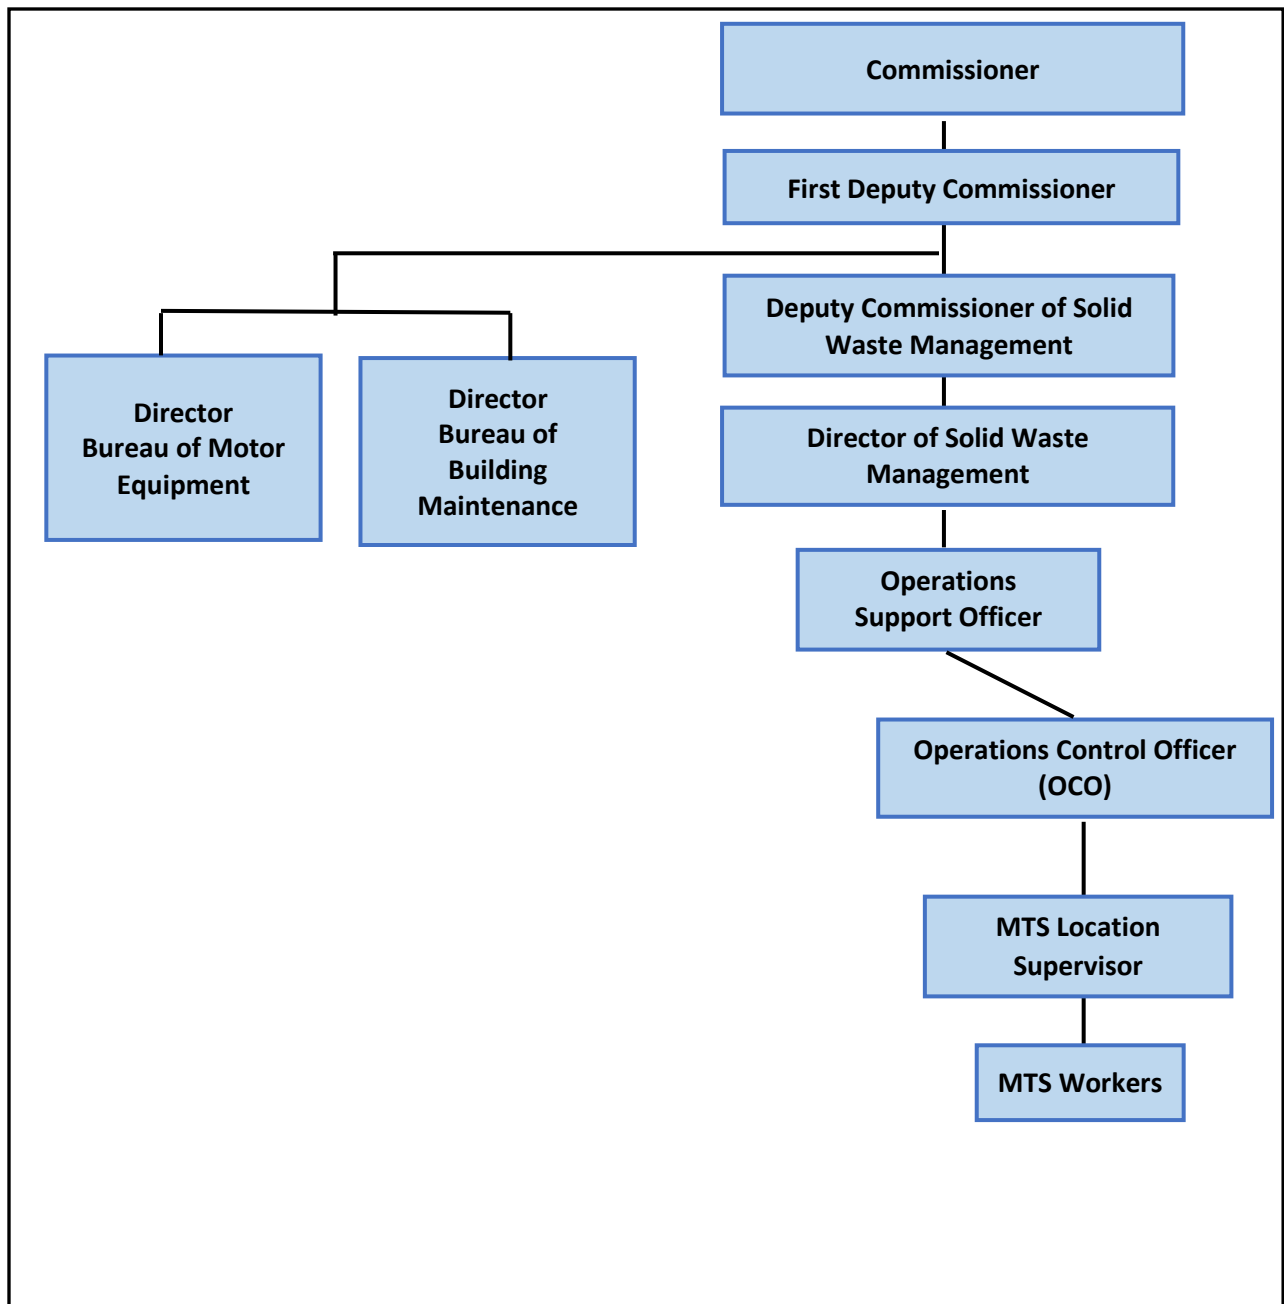 Commissioner
First Deputy Commissioner
Deputy Commissioner of Solid
Waste Management
Director
Bureau of Motor
Equipment
Director
Bureau of
Building
Maintenance
Director of Solid Waste
Management
Operations
Support Officer
Operations Control Officer
(OCO)
MTS Location
Supervisor
MTS Workers